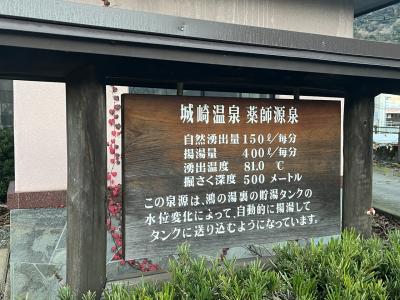 城崎温泉 薬師源泉
自然湧出量 150ℓ/毎分
揚湯量 400ℓ/毎分
湧出温度 81.0 ℃
掘さく深度 500 メートル
この泉源は、鴻の湯裏の貯湯タンクの
水位変化によって、自動的に揚湯して
タンクに送り込むようになっています。